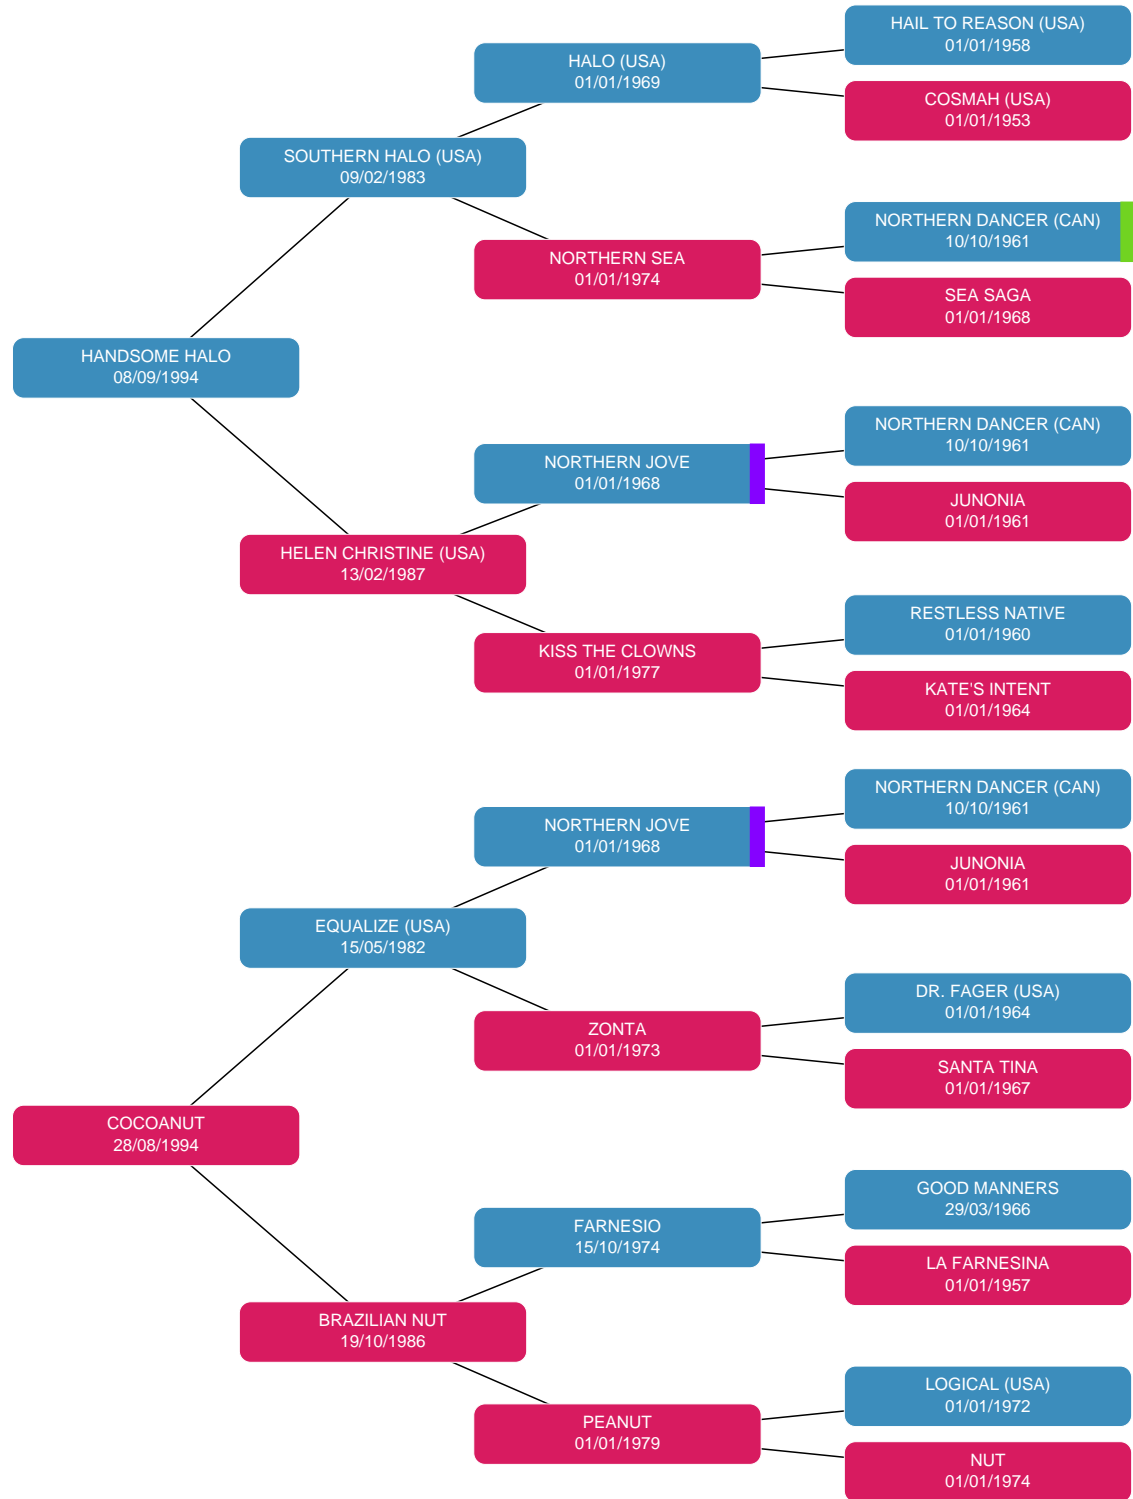 HAIL TO REASON (USA)
01/01/1958
HALO (USA)
01/01/1969
COSMAH (USA)
01/01/1953
SOUTHERN HALO (USA)
09/02/1983
NORTHERN DANCER (CAN)
10/10/1961
NORTHERN SEA
01/01/1974
SEA SAGA
01/01/1968
HANDSOME HALO
08/09/1994
NORTHERN DANCER (CAN)
10/10/1961
NORTHERN JOVE
01/01/1968
JUNONIA
01/01/1961
HELEN CHRISTINE (USA)
13/02/1987
RESTLESS NATIVE
01/01/1960
KISS THE CLOWNS
01/01/1977
KATE'S INTENT
01/01/1964
NORTHERN DANCER (CAN)
10/10/1961
NORTHERN JOVE
01/01/1968
JUNONIA
01/01/1961
EQUALIZE (USA)
15/05/1982
DR. FAGER (USA)
01/01/1964
ZONTA
01/01/1973
SANTA TINA
01/01/1967
COCOANUT
28/08/1994
GOOD MANNERS
29/03/1966
FARNESIO
15/10/1974
LA FARNESINA
01/01/1957
BRAZILIAN NUT
19/10/1986
LOGICAL (USA)
01/01/1972
PEANUT
01/01/1979
NUT
01/01/1974